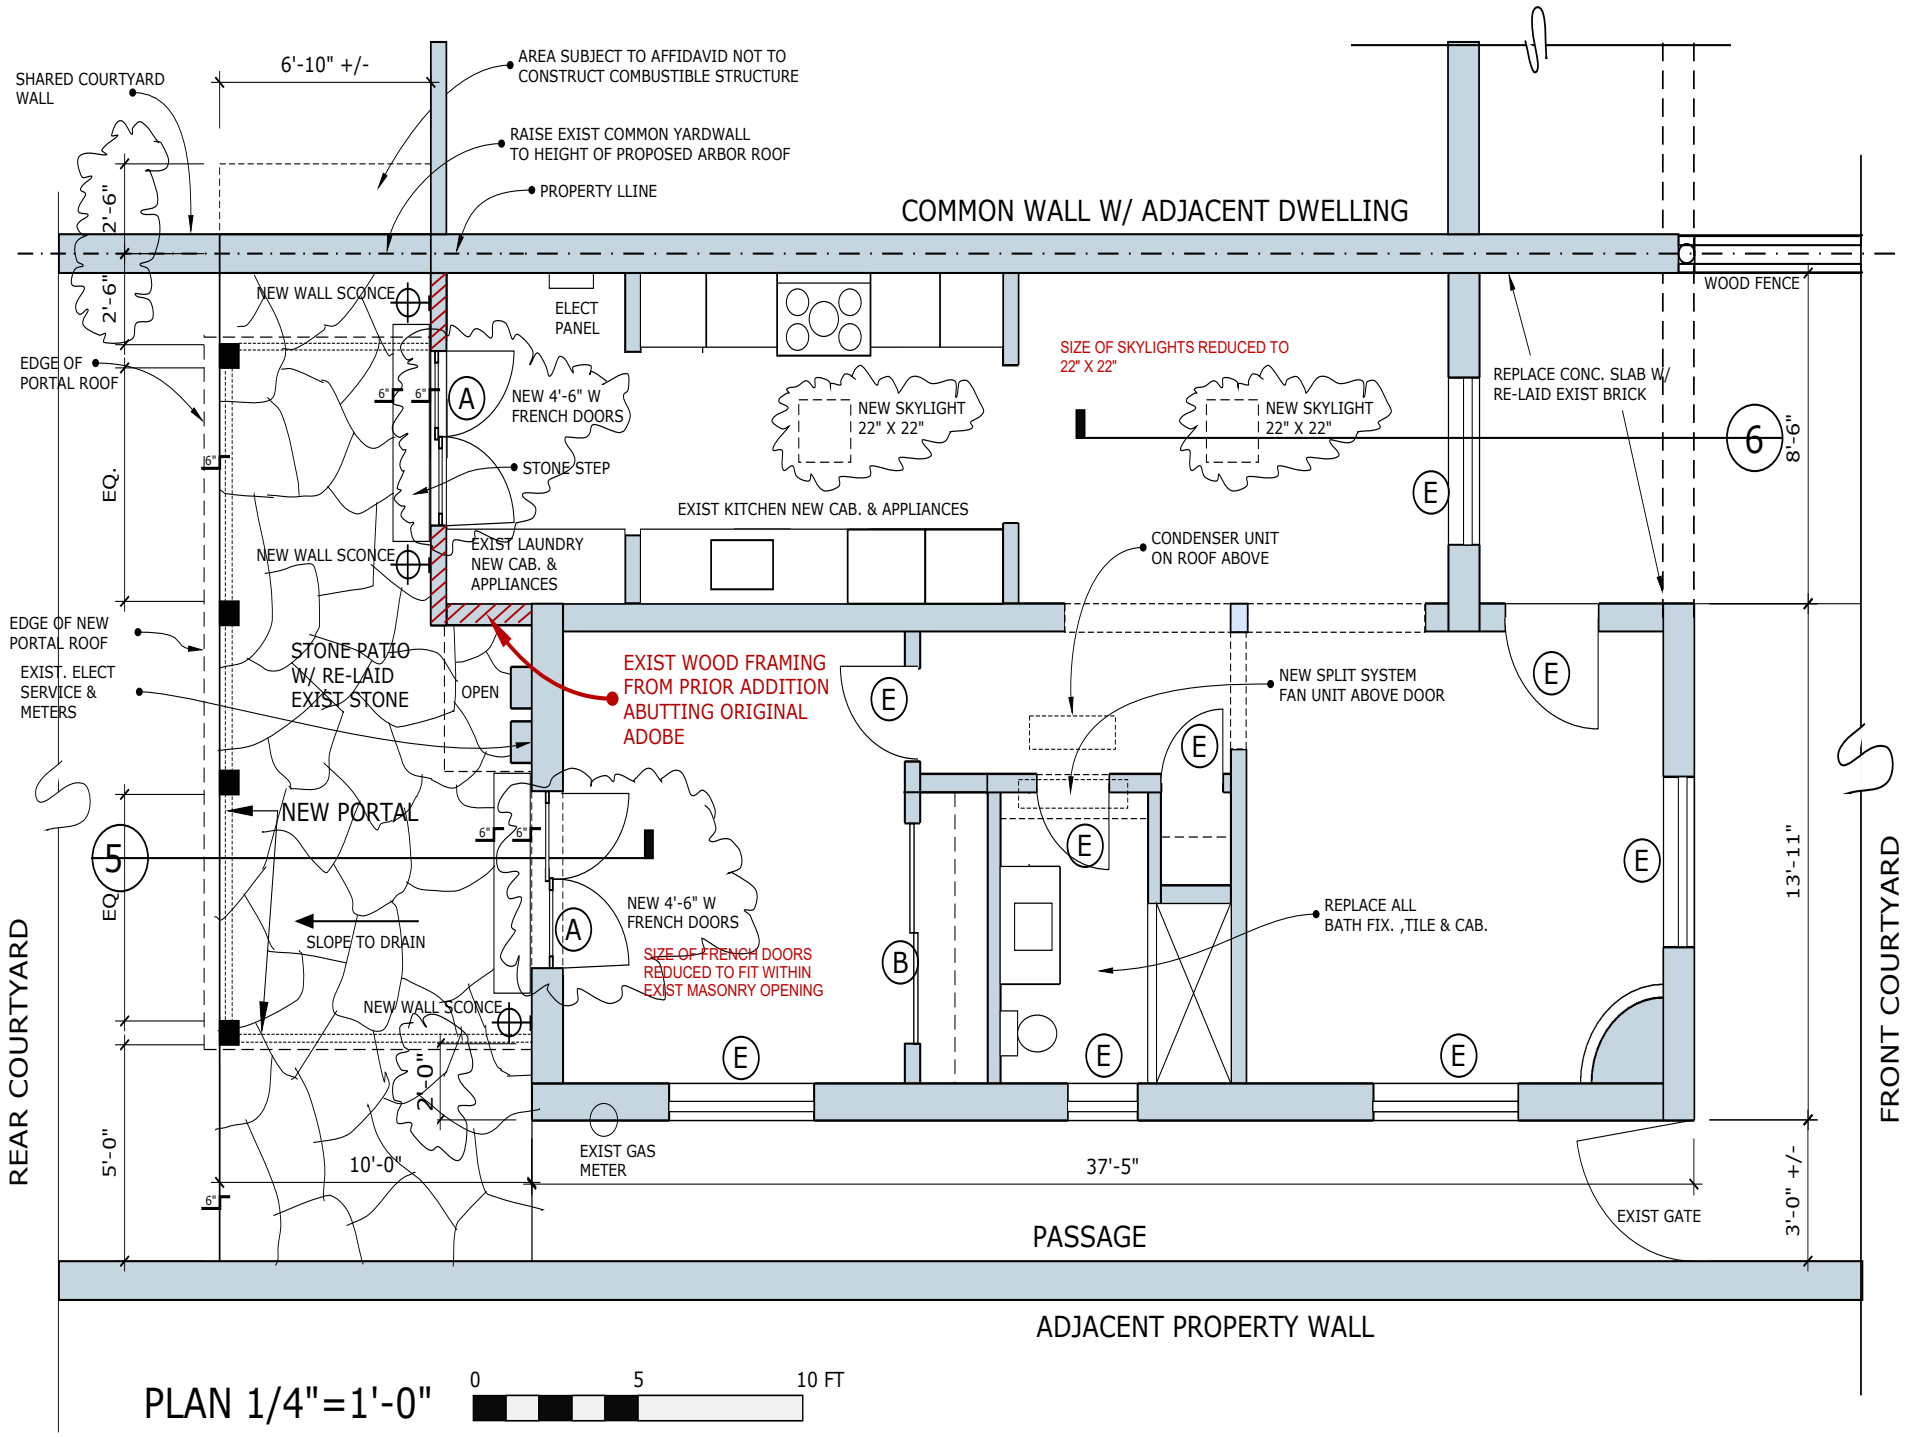 SHARED COURTYARD
WALL
6'-10" +/-
AREA SUBJECT TO AFFIDAVID NOT TO
CONSTRUCT COMBUSTIBLE STRUCTURE
RAISE EXIST COMMON YARDWALL
TO HEIGHT OF PROPOSED ARBOR ROOF
PROPERTY LLINE
COMMON WALL W/ ADJACENT DWELLING
2'-6"
2'-6"
NEW WALL SCONCE
ELECT
PANEL
WOOD FENCE
EDGE OF
PORTAL ROOF
6"
6"
A
NEW 4'-6" W
FRENCH DOORS
SIZE OF SKYLIGHTS REDUCED TO
22" X 22"
NEW SKYLIGHT
22" X 22"
NEW SKYLIGHT
22" X 22"
REPLACE CONC. SLAB W/
RE-LAID EXIST BRICK
6
8'-6"
6"
EQ.
STONE STEP
E
EXIST KITCHEN NEW CAB. & APPLIANCES
NEW WALL SCONCE
EXIST LAUNDRY
NEW CAB. &
APPLIANCES
CONDENSER UNIT
ON ROOF ABOVE
EDGE OF NEW
PORTAL ROOF
EXIST. ELECT
SERVICE &
METERS
STONE PATIO
W/ RE-LAID
EXIST STONE
OPEN
EXIST WOOD FRAMING
FROM PRIOR ADDITION
ABUTTING ORIGINAL
ADOBE
E
NEW SPLIT SYSTEM
FAN UNIT ABOVE DOOR
E
E
NEW PORTAL
6"
6"
5
E
E
13'-11"
EQ.
NEW 4'-6" W
FRENCH DOORS
A
SLOPE TO DRAIN
SIZE OF FRENCH DOORS
REDUCED TO FIT WITHIN
EXIST MASONRY OPENING
B
REPLACE ALL
BATH FIX. ,TILE & CAB.
NEW WALL SCONCE
REAR COURTYARD
FRONT COURTYARD
2'-0"
E
E
E
5'-0"
10'-0"
EXIST GAS
METER
37'-5"
6"
3'-0" +/-
EXIST GATE
PASSAGE
ADJACENT PROPERTY WALL
PLAN 1/4"=1'-0"
0 5 10 FT